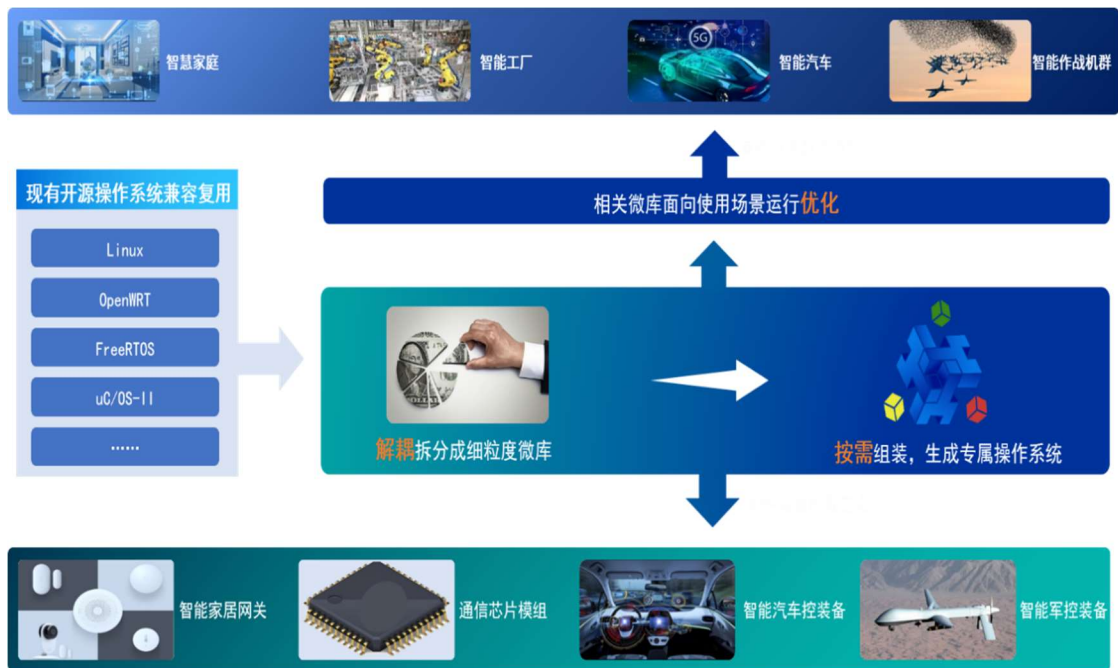 智慧家庭
智能工厂
5G
智能汽车
智能作战机群
现有开源操作系统兼容复用
Linux
OpenWRT
FreeRTOS
uC/OS-II
……
相关微库面向使用场景运行优化
解耦拆分成细粒度微库
按需组装，生成专属操作系统
智能家居网关
通信芯片模组
智能汽车控装备
智能军控装备